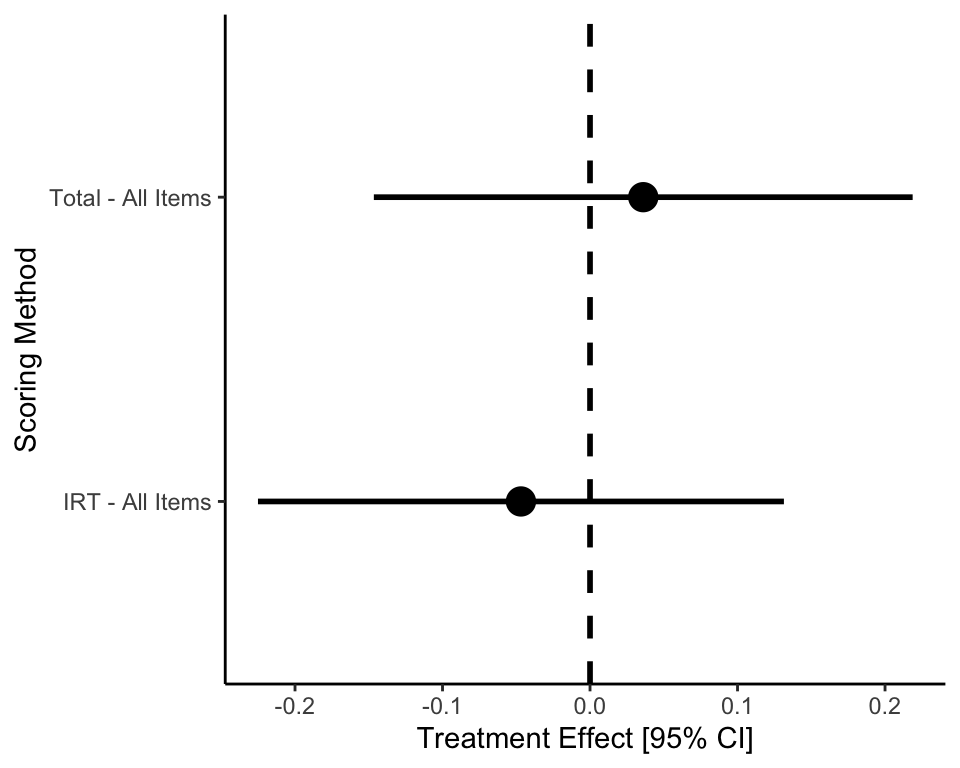 Total - All Items
IRT - All Items
Scoring Method
-0.2
-0.1
0.0
0.1
0.2
Treatment Effect [95% CI]